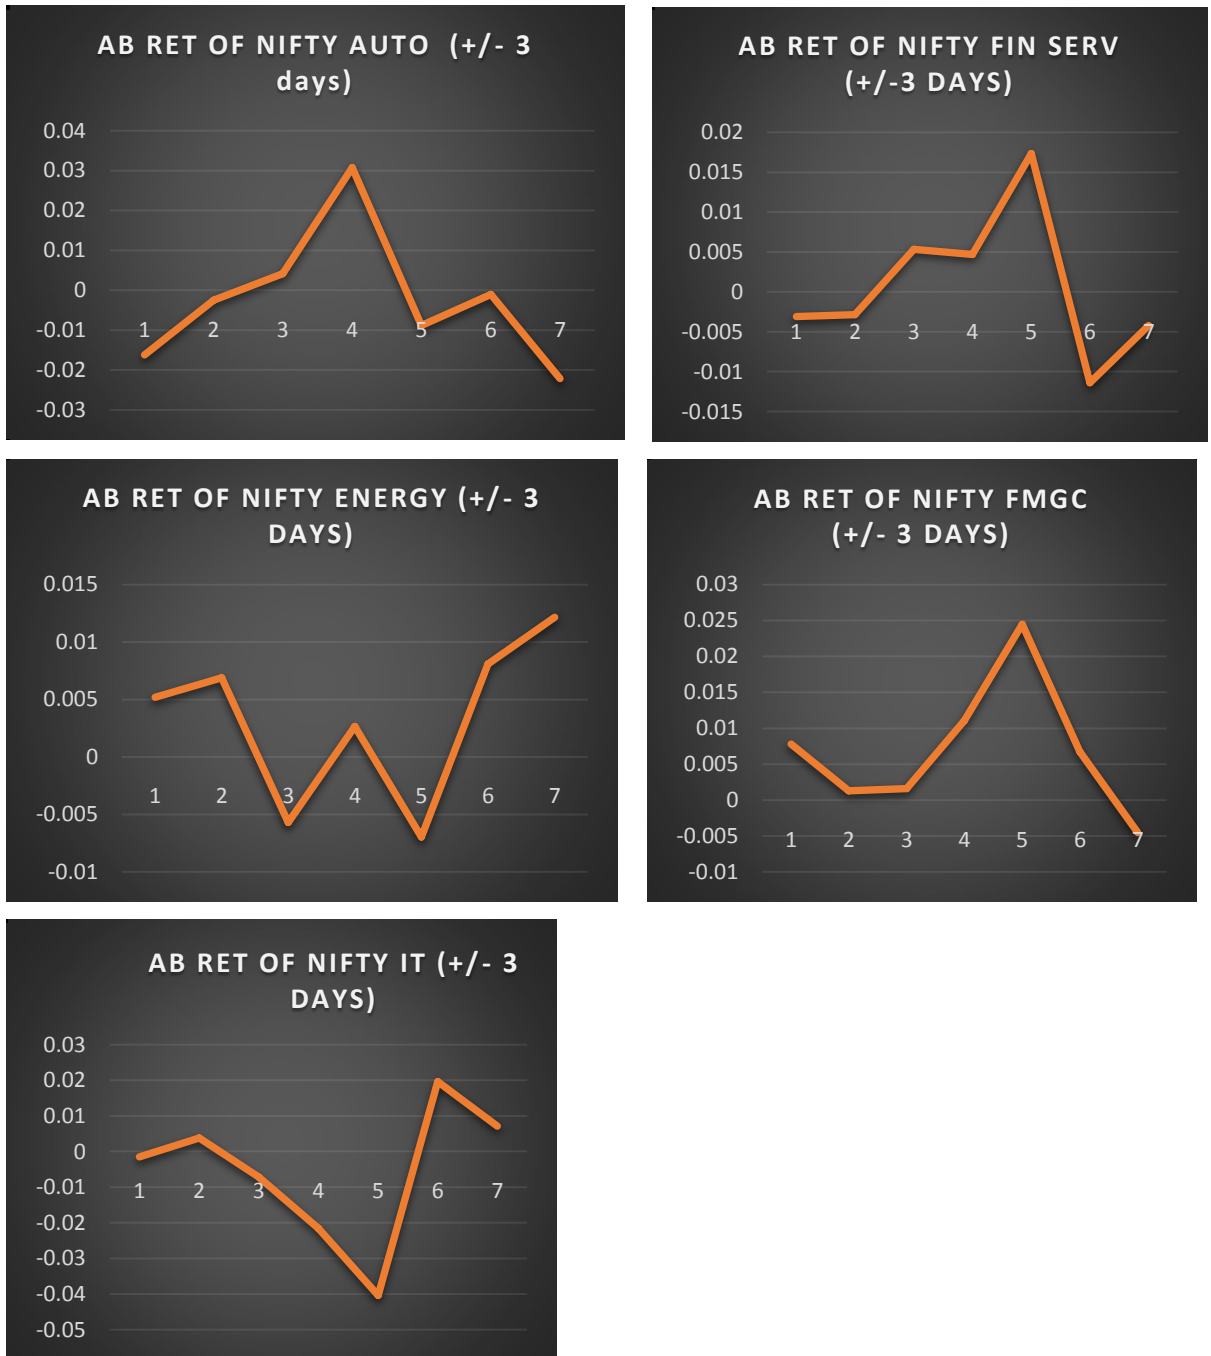 AB RET OF NIFTY AUTO (+/- 3
days)
0.04
0.03
0.02
0.01
0
-0.01
-0.02
-0.03
1 2 3 4 5 6 7
AB RET OF NIFTY FIN SERV
(+/-3 DAYS)
0.02
0.015
0.01
0.005
0
-0.005
-0.01
-0.015
1 2 3 4 5 6 7
AB RET OF NIFTY ENERGY (+/- 3
DAYS)
0.015
0.01
0.005
0
-0.005
-0.01
1 2 3 4 5 6 7
AB RET OF NIFTY FMGC
(+/- 3 DAYS)
0.03
0.025
0.02
0.015
0.01
0.005
0
-0.005
-0.01
1 2 3 4 5 6 7
AB RET OF NIFTY IT (+/- 3
DAYS)
0.03
0.02
0.01
0
-0.01
-0.02
-0.03
-0.04
-0.05
1 2 3 4 5 6 7